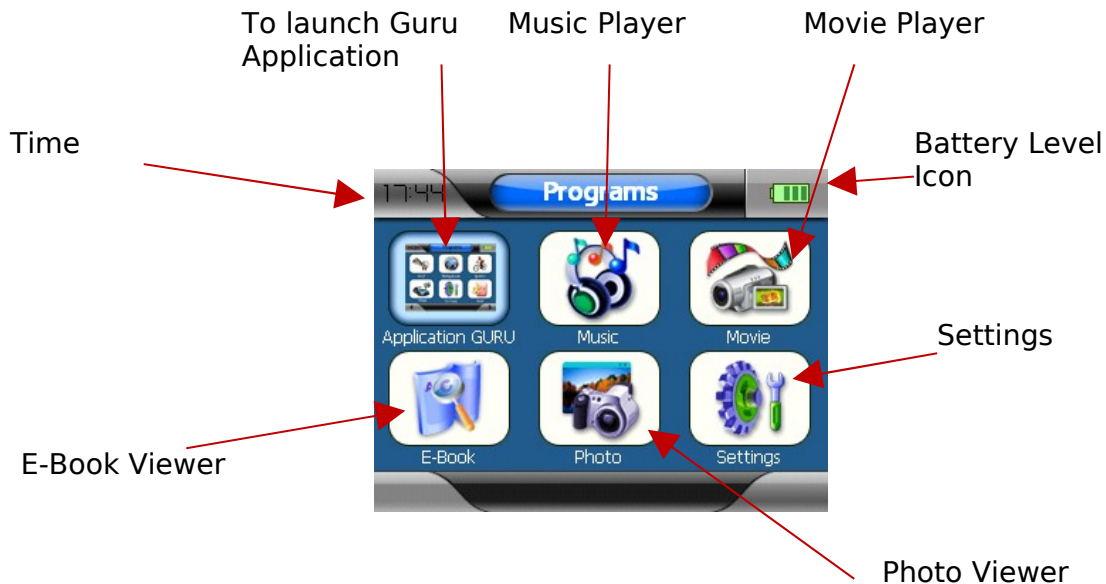 To launch Guru
Application
Music Player
Movie Player
Time
Battery Level
Icon
17:44
Programs
Application GURU
Music
Movie
Settings
E-Book
Photo
Settings
E-Book Viewer
Photo Viewer